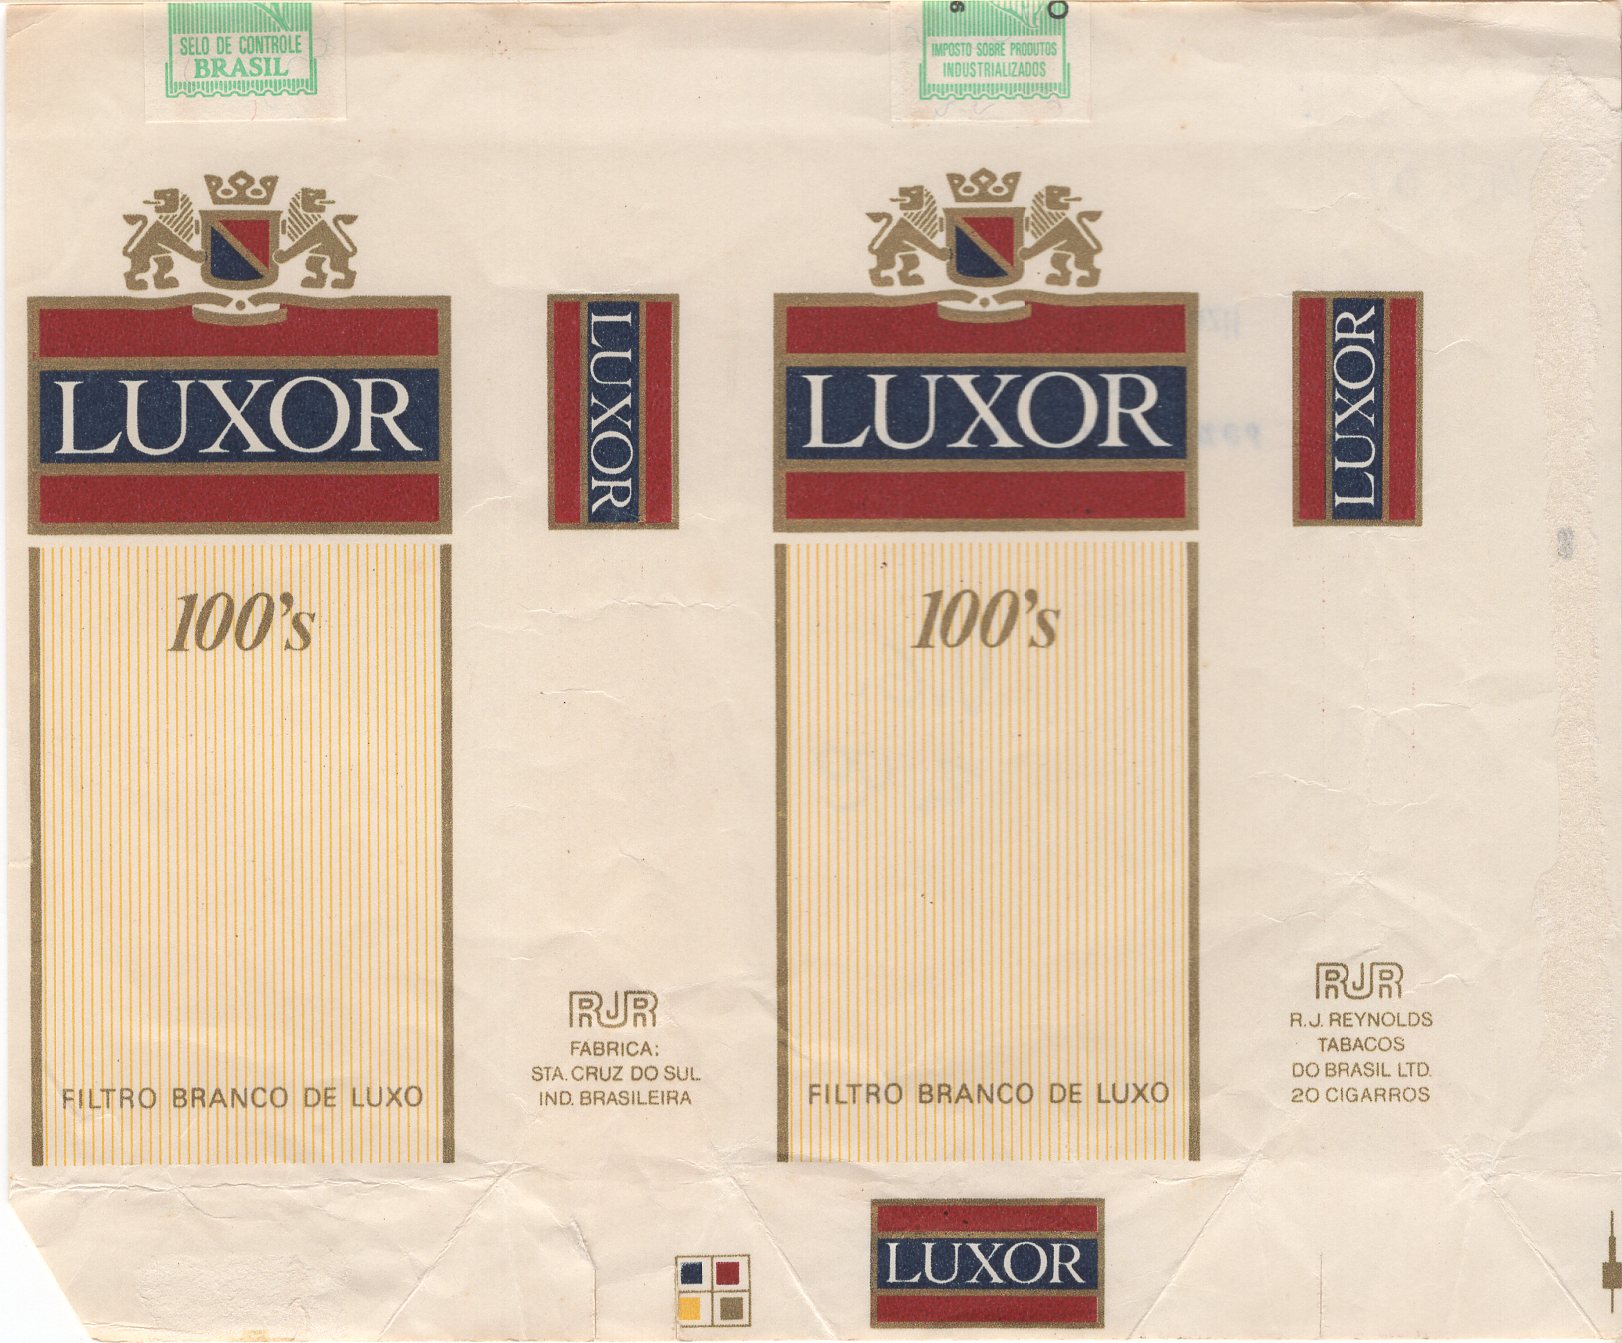 SELO DE CONTROLE
BRASIL
IMPOSTO SOBRE PRODUTOS
INDUSTRIALIZADOS
LUXOR
100's
FILTRO BRANCO DE LUXO
LUXOR
RJR
FABRICA:
STA. CRUZ DO SUL
IND. BRASILEIRA
LUXOR
100's
FILTRO BRANCO DE LUXO
LUXOR
RJR
R.J. REYNOLDS
TABACOS
DO BRASIL LTD.
20 CIGARROS
LUXOR